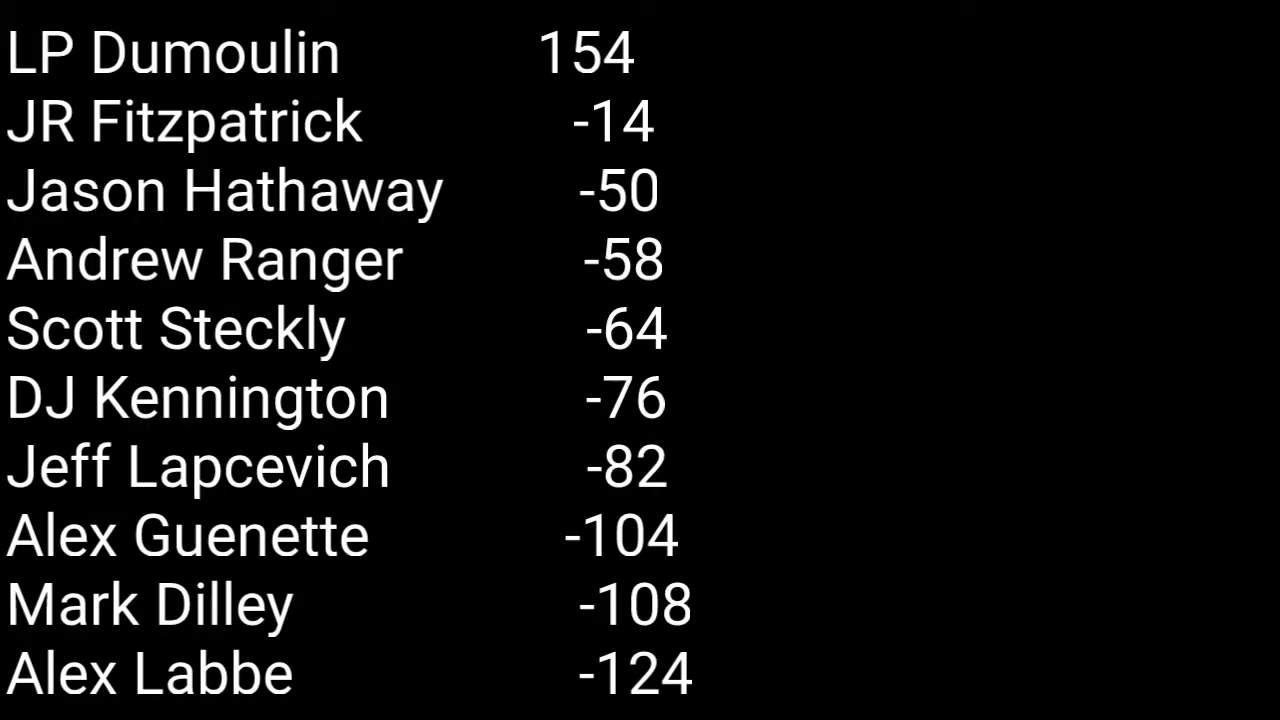 LP Dumoulin 154
JR Fitzpatrick -14
Jason Hathaway -50
Andrew Ranger -58
Scott Steckly -64
DJ Kennington -76
Jeff Lapcevich -82
Alex Guenette -104
Mark Dilley -108
Alex Labbe -124